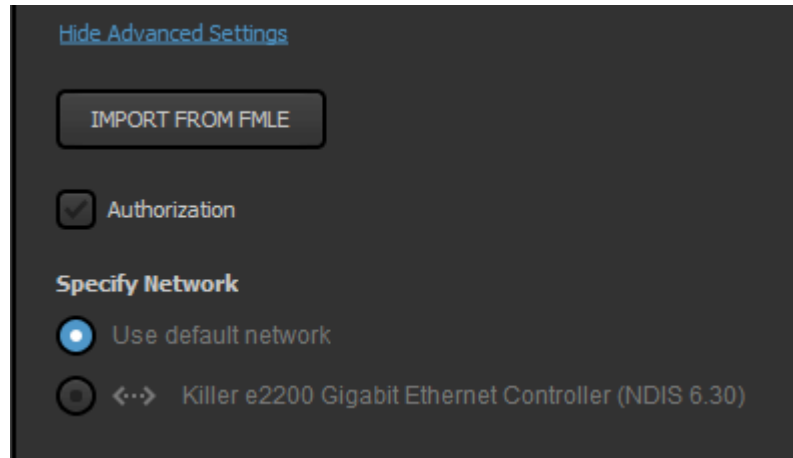 Hide Advanced Settings
IMPORT FROM FMLE
Authorization
Specify Network
Use default network
Killer e2200 Gigabit Ethernet Controller (NDIS 6.30)